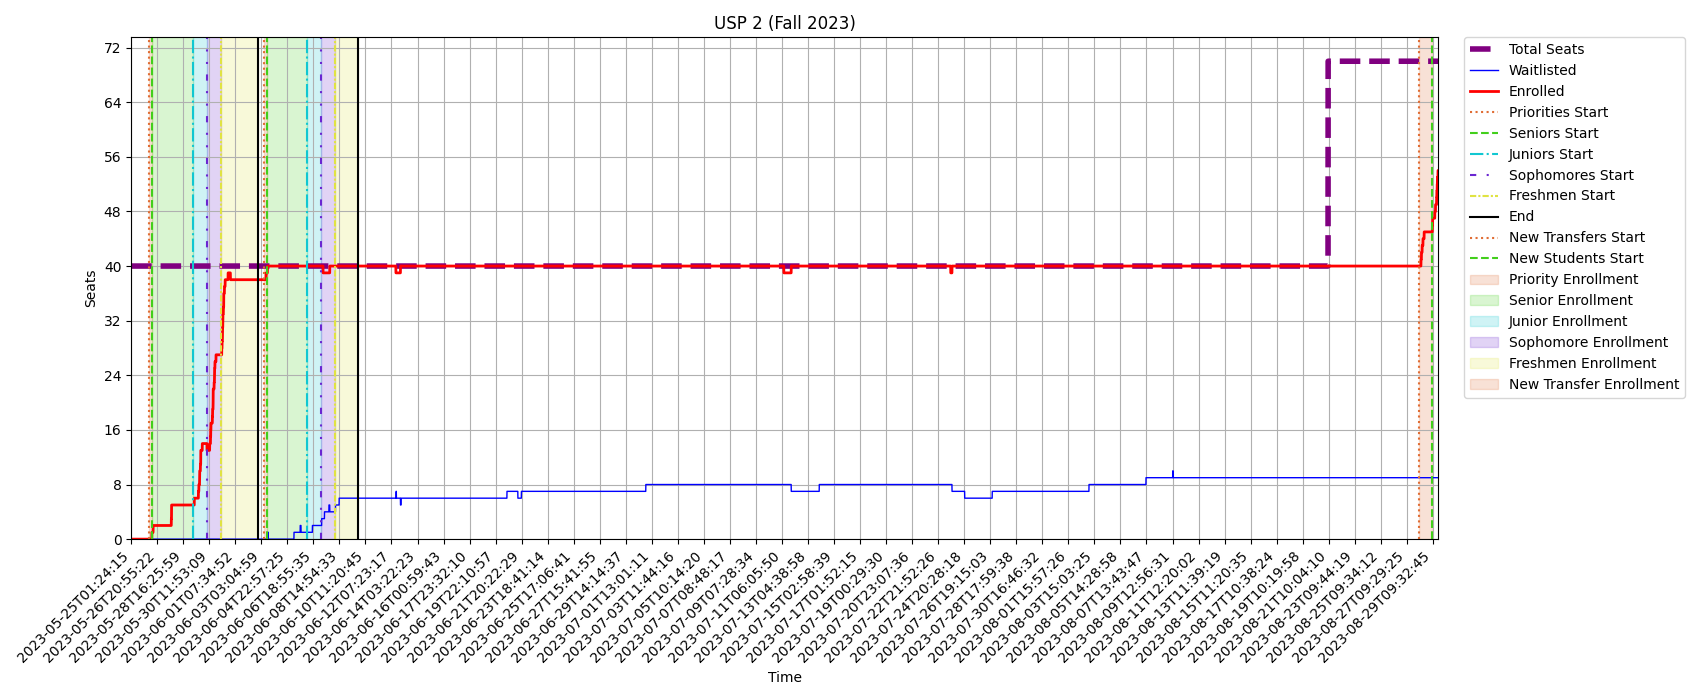 USP 2 (Fall 2023)
Seats
72
64
56
48
40
32
24
16
8
0
2023-05-25T01:24:15
2023-05-26T20:55:22
2023-05-28T16:25:59
2023-05-30T11:53:09
2023-06-01T07:34:52
2023-06-03T03:04:59
2023-06-04T22:57:25
2023-06-06T18:55:35
2023-06-08T14:54:33
2023-06-10T11:20:45
2023-06-12T07:23:17
2023-06-14T03:22:23
2023-06-16T00:59:43
2023-06-17T23:32:10
2023-06-19T22:10:57
2023-06-21T20:22:29
2023-06-23T18:41:14
2023-06-25T17:06:41
2023-06-27T15:41:55
2023-06-29T14:14:37
2023-07-01T13:01:11
2023-07-03T11:44:16
2023-07-05T10:14:20
2023-07-07T08:48:17
2023-07-09T07:28:34
2023-07-11T06:05:50
2023-07-13T04:38:58
2023-07-15T02:58:39
2023-07-17T01:52:15
2023-07-19T00:29:30
2023-07-20T23:07:36
2023-07-22T21:52:26
2023-07-24T20:28:18
2023-07-26T19:15:03
2023-07-28T17:59:38
2023-07-30T16:46:32
2023-08-01T15:57:26
2023-08-03T15:03:25
2023-08-05T14:28:58
2023-08-07T13:43:47
2023-08-09T12:56:31
2023-08-11T12:20:02
2023-08-13T11:39:19
2023-08-15T11:20:35
2023-08-17T10:38:24
2023-08-19T10:19:58
2023-08-21T10:04:10
2023-08-23T09:44:19
2023-08-25T09:34:12
2023-08-27T09:29:25
2023-08-29T09:32:45
Time
Total Seats
Waitlisted
Enrolled
Priorities Start
Seniors Start
Juniors Start
Sophomores Start
Freshmen Start
End
New Transfers Start
New Students Start
Priority Enrollment
Senior Enrollment
Junior Enrollment
Sophomore Enrollment
Freshmen Enrollment
New Transfer Enrollment